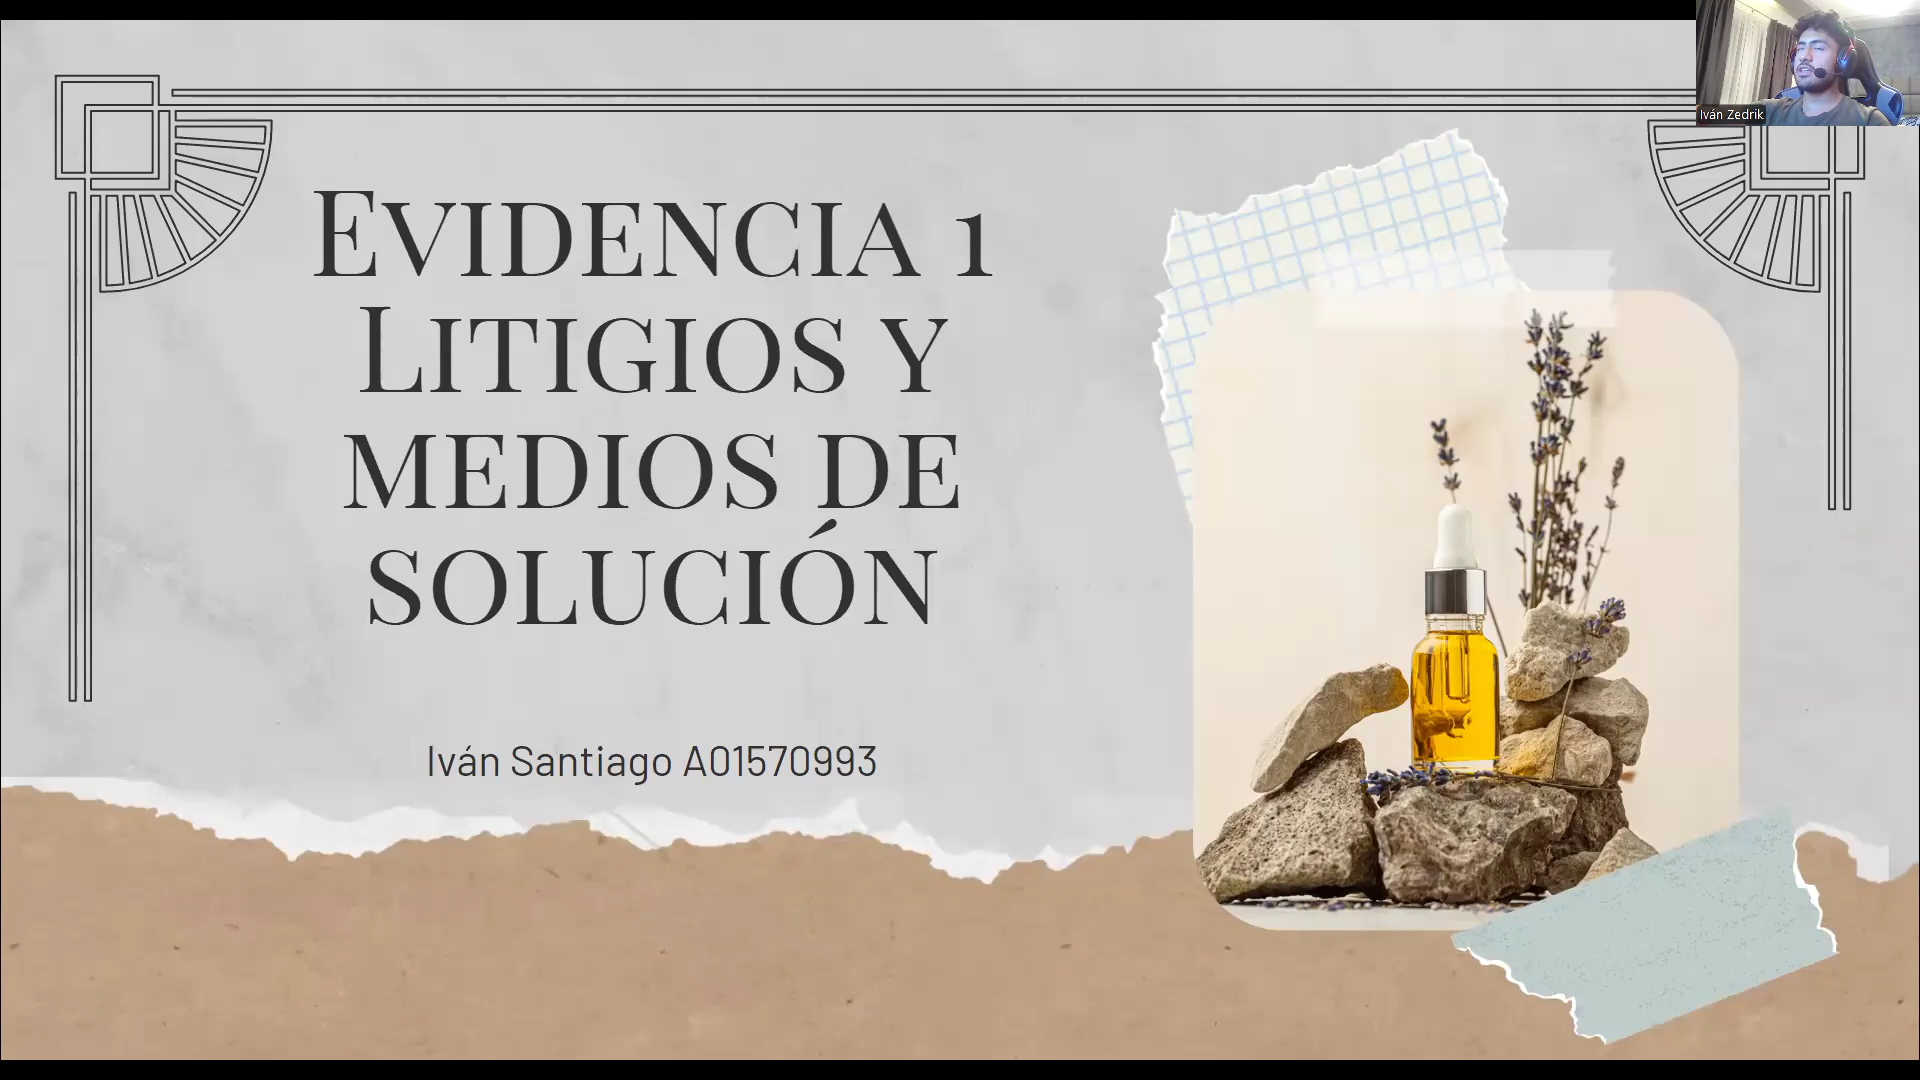 Iván Zedrik
Evidencia 1
Litigios y
medios de
solución
Iván Santiago A01570993